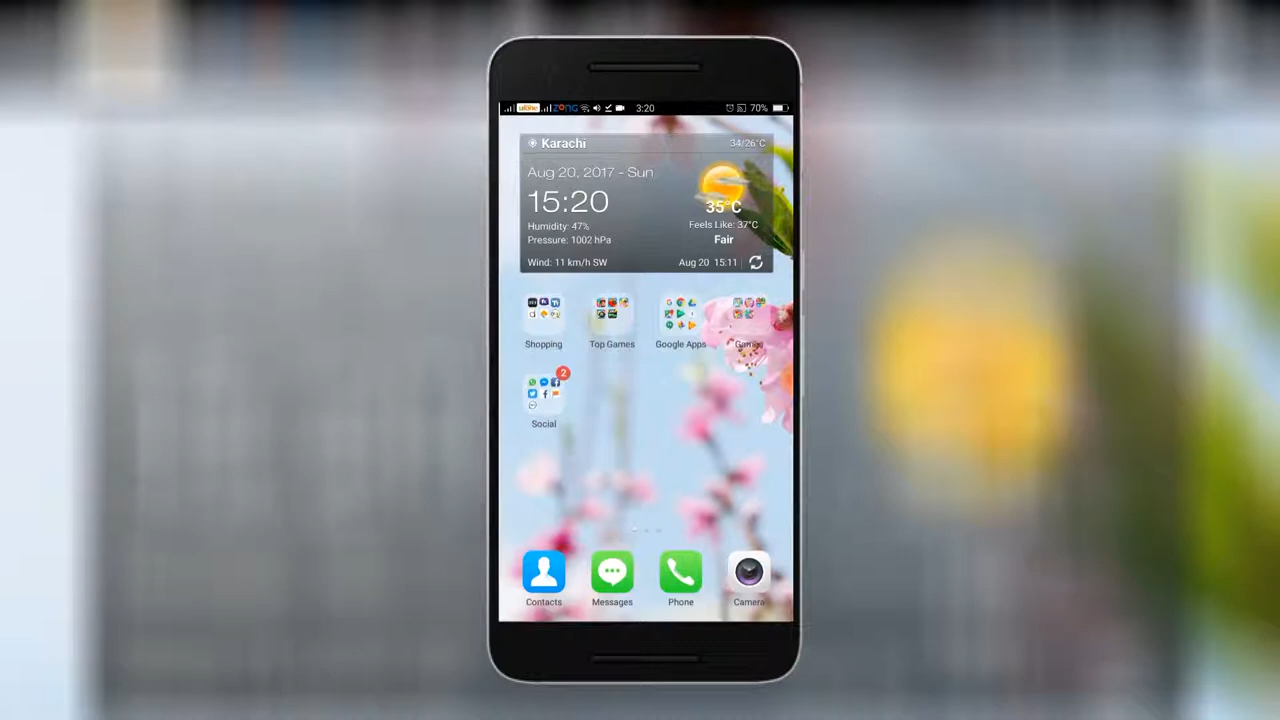 ufone ZONG 3:20 70%
Karachi 34/26°C
Aug 20, 2017 - Sun
15:20 35°C
Humidity: 47% Feels Like: 37°C
Pressure: 1002 hPa Fair
Wind: 11 km/h SW Aug 20 15:11
Shopping Top Games Google Apps Games
2
Social
Contacts Messages Phone Camera